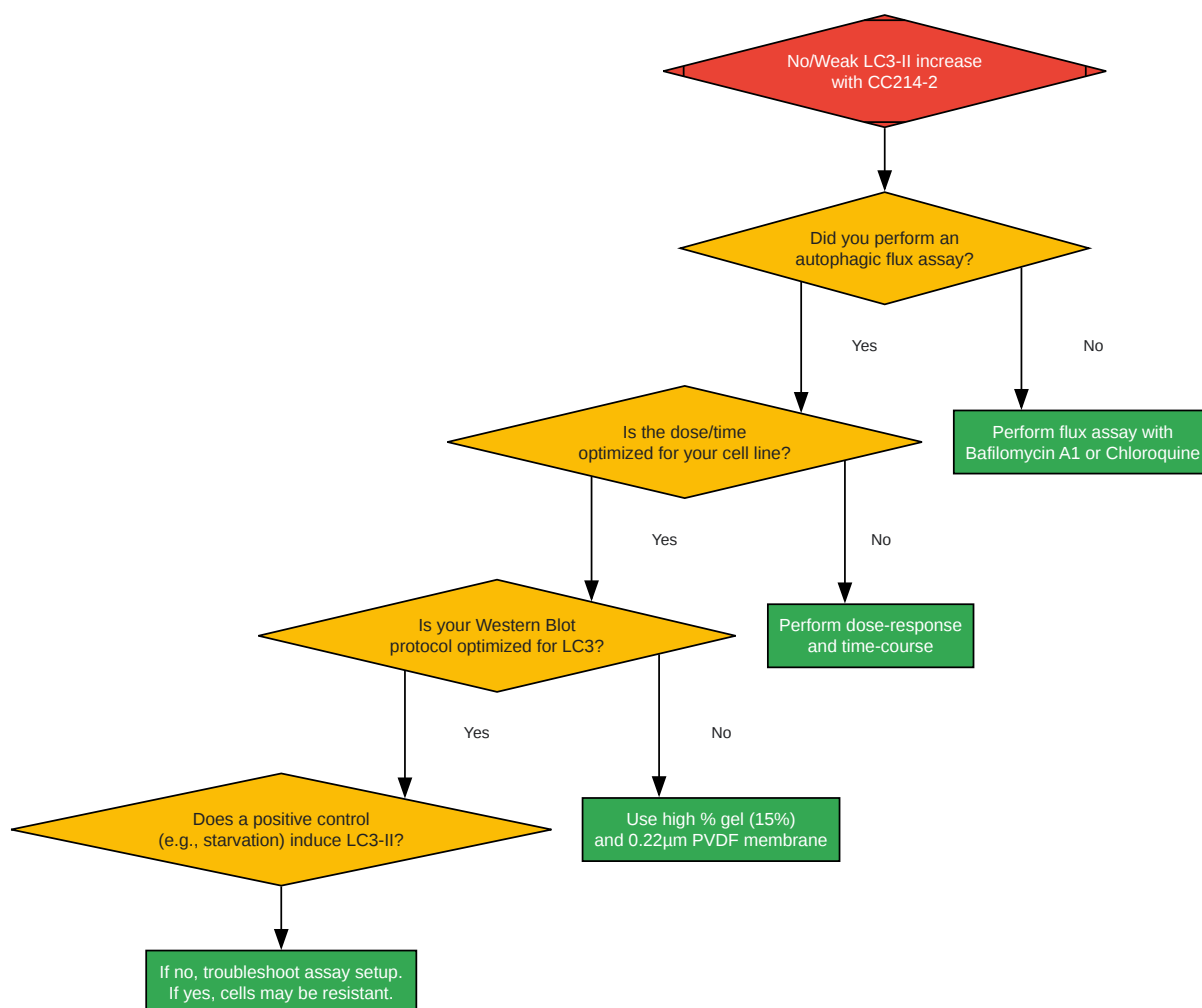 No/Weak LC3-II increase
with CC214-2
Did you perform an
autophagic flux assay?
Yes
No
Is the dose/time
optimized for your cell line?
Perform flux assay with
Bafilomycin A1 or Chloroquine
Yes
No
Is your Western Blot
protocol optimized for LC3?
Perform dose-response
and time-course
Yes
No
Does a positive control
(e.g., starvation) induce LC3-II?
Use high % gel (15%)
and 0.22µm PVDF membrane
If no, troubleshoot assay setup.
If yes, cells may be resistant.